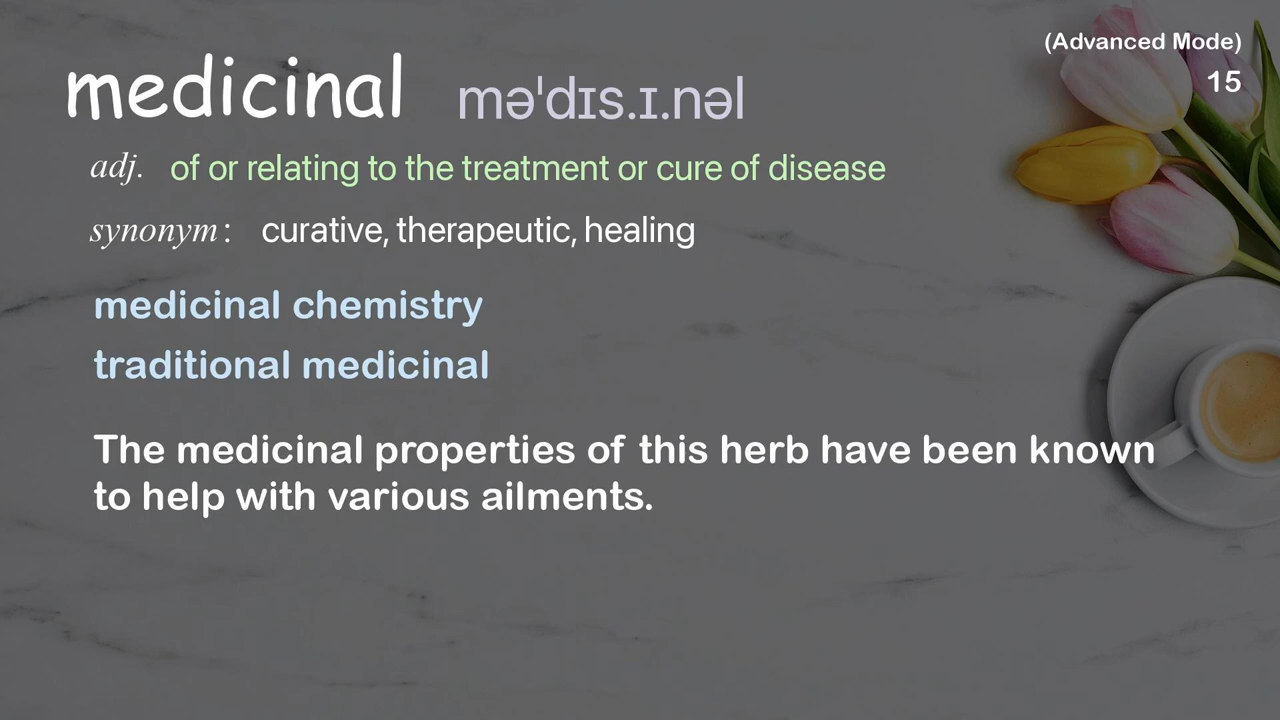 (Advanced Mode)
15
medicinal məˈdɪs.ɪ.nəl
adj. of or relating to the treatment or cure of disease
synonym: curative, therapeutic, healing
medicinal chemistry
traditional medicinal
The medicinal properties of this herb have been known
to help with various ailments.